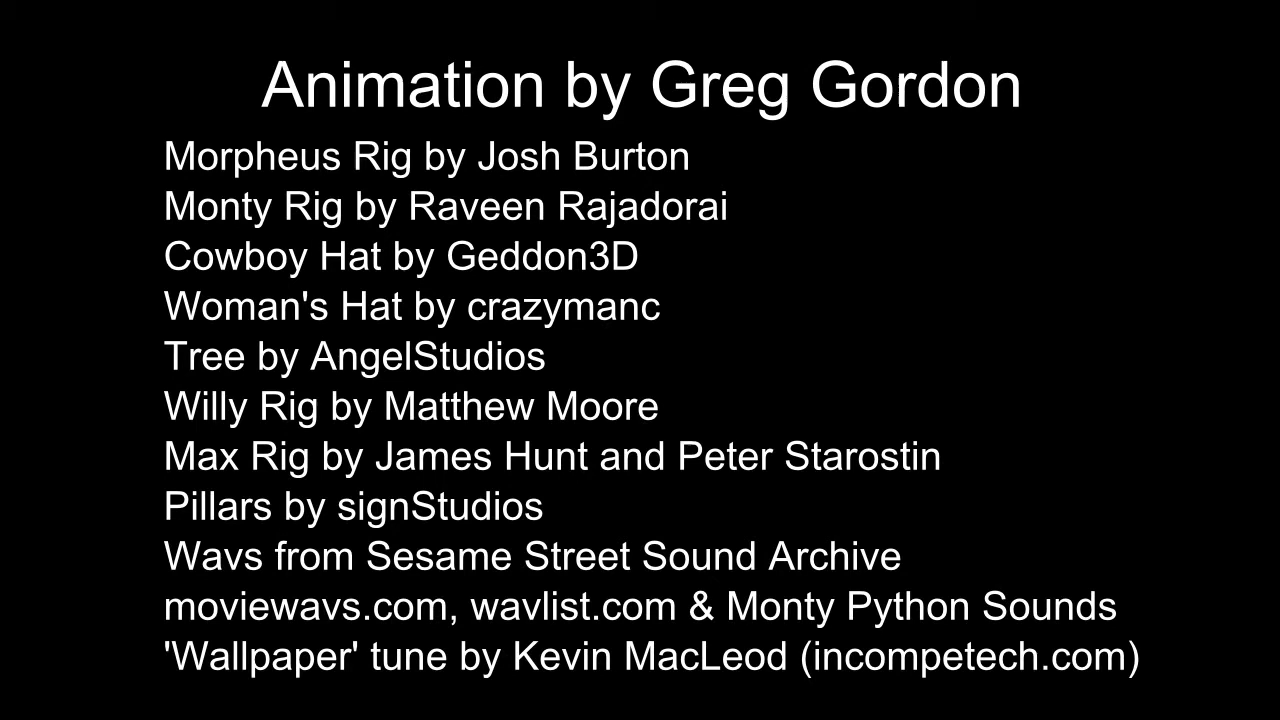 Animation by Greg Gordon
Morpheus Rig by Josh Burton
Monty Rig by Raveen Rajadorai
Cowboy Hat by Geddon3D
Woman's Hat by crazymanc
Tree by AngelStudios
Willy Rig by Matthew Moore
Max Rig by James Hunt and Peter Starostin
Pillars by signStudios
Wavs from Sesame Street Sound Archive
moviewavs.com, wavlist.com & Monty Python Sounds
'Wallpaper' tune by Kevin MacLeod (incompetech.com)